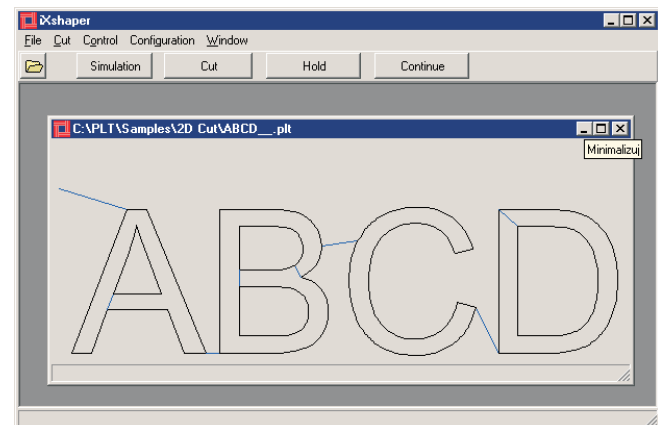 iXshaper
File Cut Control Configuration Window
Simulation Cut Hold Continue
C:\PLT\Samples\2D Cut\ABCD__.plt
Minimalizuj
ABCD